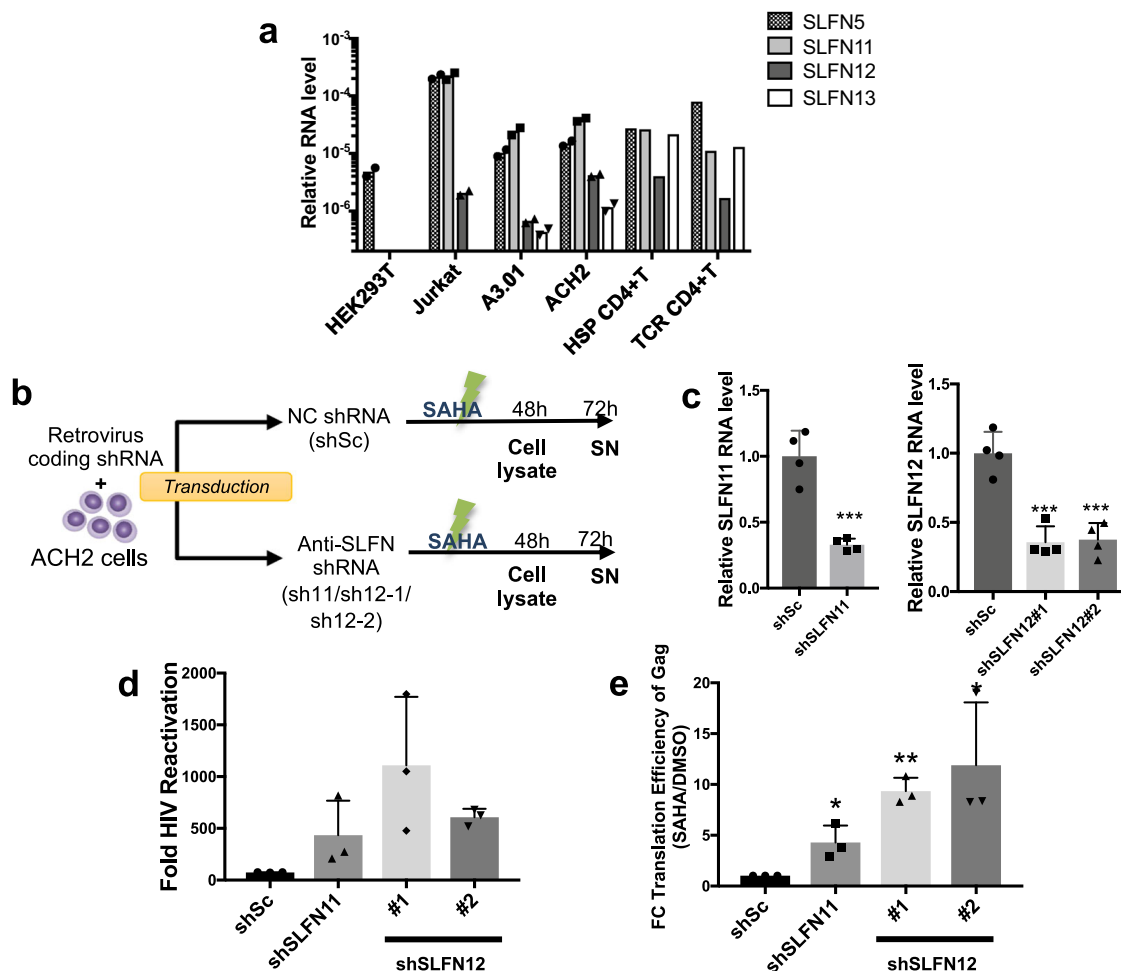 a
SLFN5
SLFN11
SLFN12
SLFN13
Relative RNA level
10-3
10-4
10-5
10-6
HEK293T
Jurkat
A3.01
ACH2
HSP CD4+T
TCR CD4+T
b
Retrovirus
coding shRNA
+
ACH2 cells
Transduction
NC shRNA
(shSc)
SAHA
48h
72h
Cell
lysate
SN
Anti-SLFN
shRNA
(sh11/sh12-1/
sh12-2)
SAHA
48h
72h
Cell
lysate
SN
c
Relative SLFN11 RNA level
1.5
1.0
0.5
0.0
***
shSc
shSLFN11
Relative SLFN12 RNA level
1.5
1.0
0.5
0.0
***
***
shSc
shSLFN12#1
shSLFN12#2
d
Fold HIV Reactivation
2000
1500
1000
500
0
shSc
shSLFN11
#1
#2
shSLFN12
e
FC Translation Efficiency of Gag
(SAHA/DMSO)
20
15
10
5
0
*
**
*
shSc
shSLFN11
#1
#2
shSLFN12